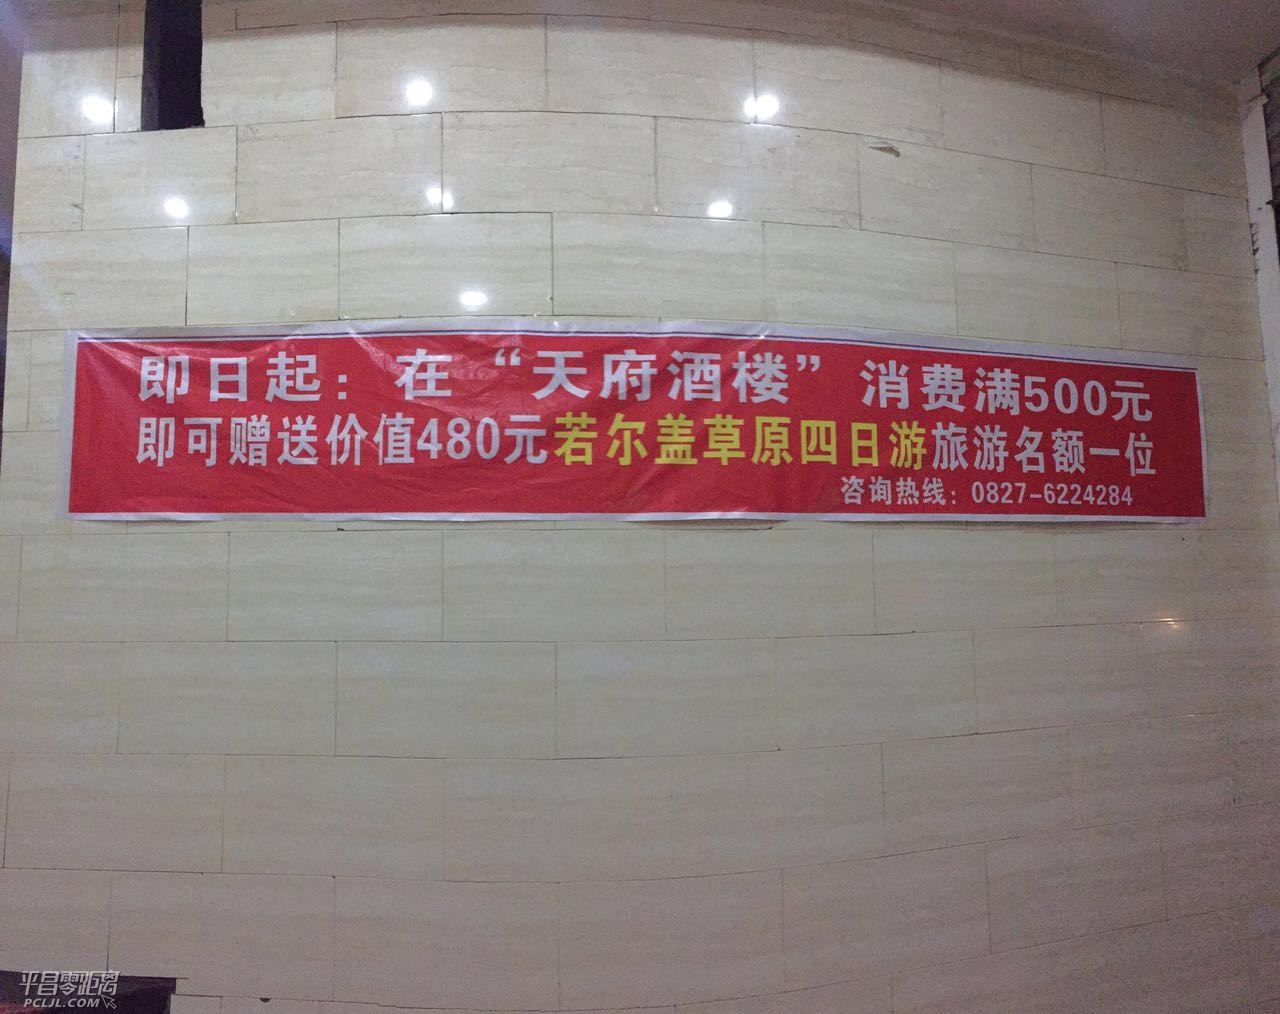 即日起：在“天府酒楼”消费满500元
即可赠送价值480元若尔盖草原四日游旅游名额一位
咨询热线：0827-6224284
平昌零距离
PCLJL.COM